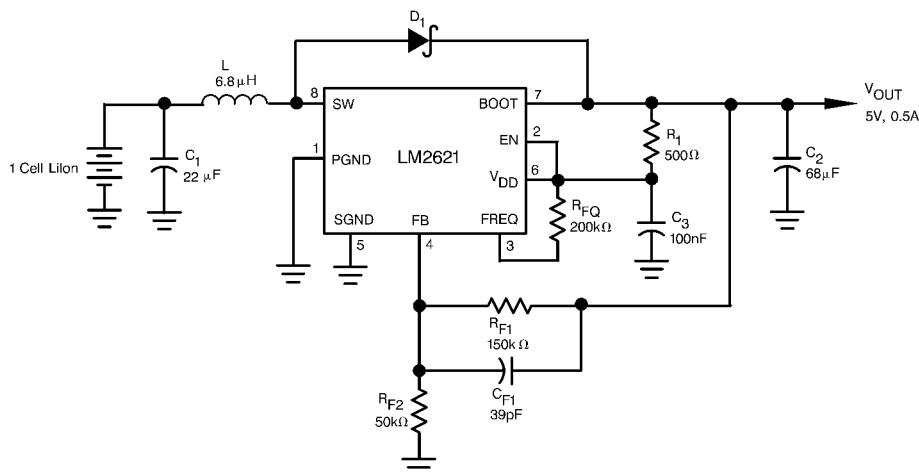 D1
L
6.8μH
8
SW
BOOT
7
VOUT
5V, 0.5A
EN
2
R1
500Ω
1 Cell LiIon
C1
22 μF
1
PGND
LM2621
VDD
6
C2
68μF
RFQ
200kΩ
SGND
FB
FREQ
C3
100nF
5
4
3
RF1
150kΩ
CF1
39pF
RF2
50kΩ